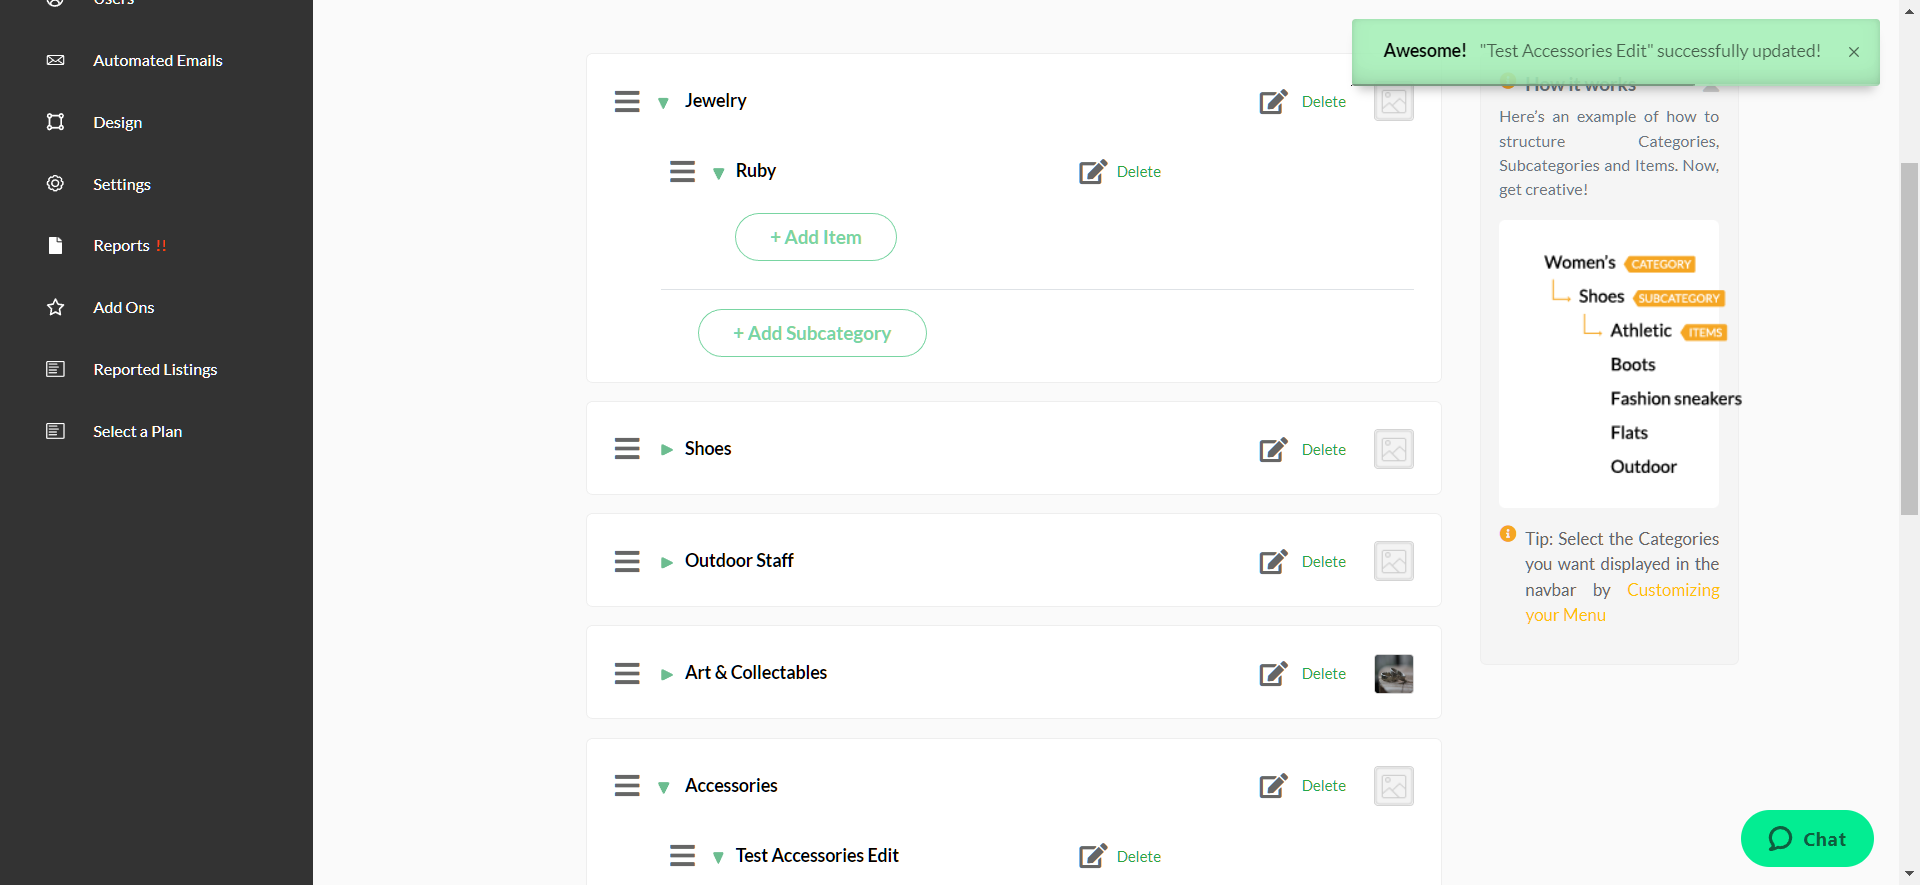 Users
Automated Emails
Design
Settings
Reports !!
Add Ons
Reported Listings
Select a Plan
Awesome! "Test Accessories Edit" successfully updated! ×
Jewelry Delete
Ruby Delete
+ Add Item
+ Add Subcategory
Shoes Delete
Outdoor Staff Delete
Art & Collectables Delete
Accessories Delete
Test Accessories Edit Delete
How it works
Here's an example of how to
structure Categories,
Subcategories and Items. Now,
get creative!
Women's CATEGORY
Shoes SUBCATEGORY
Athletic ITEMS
Boots
Fashion sneakers
Flats
Outdoor
Tip: Select the Categories
you want displayed in the
navbar by Customizing
your Menu
Chat